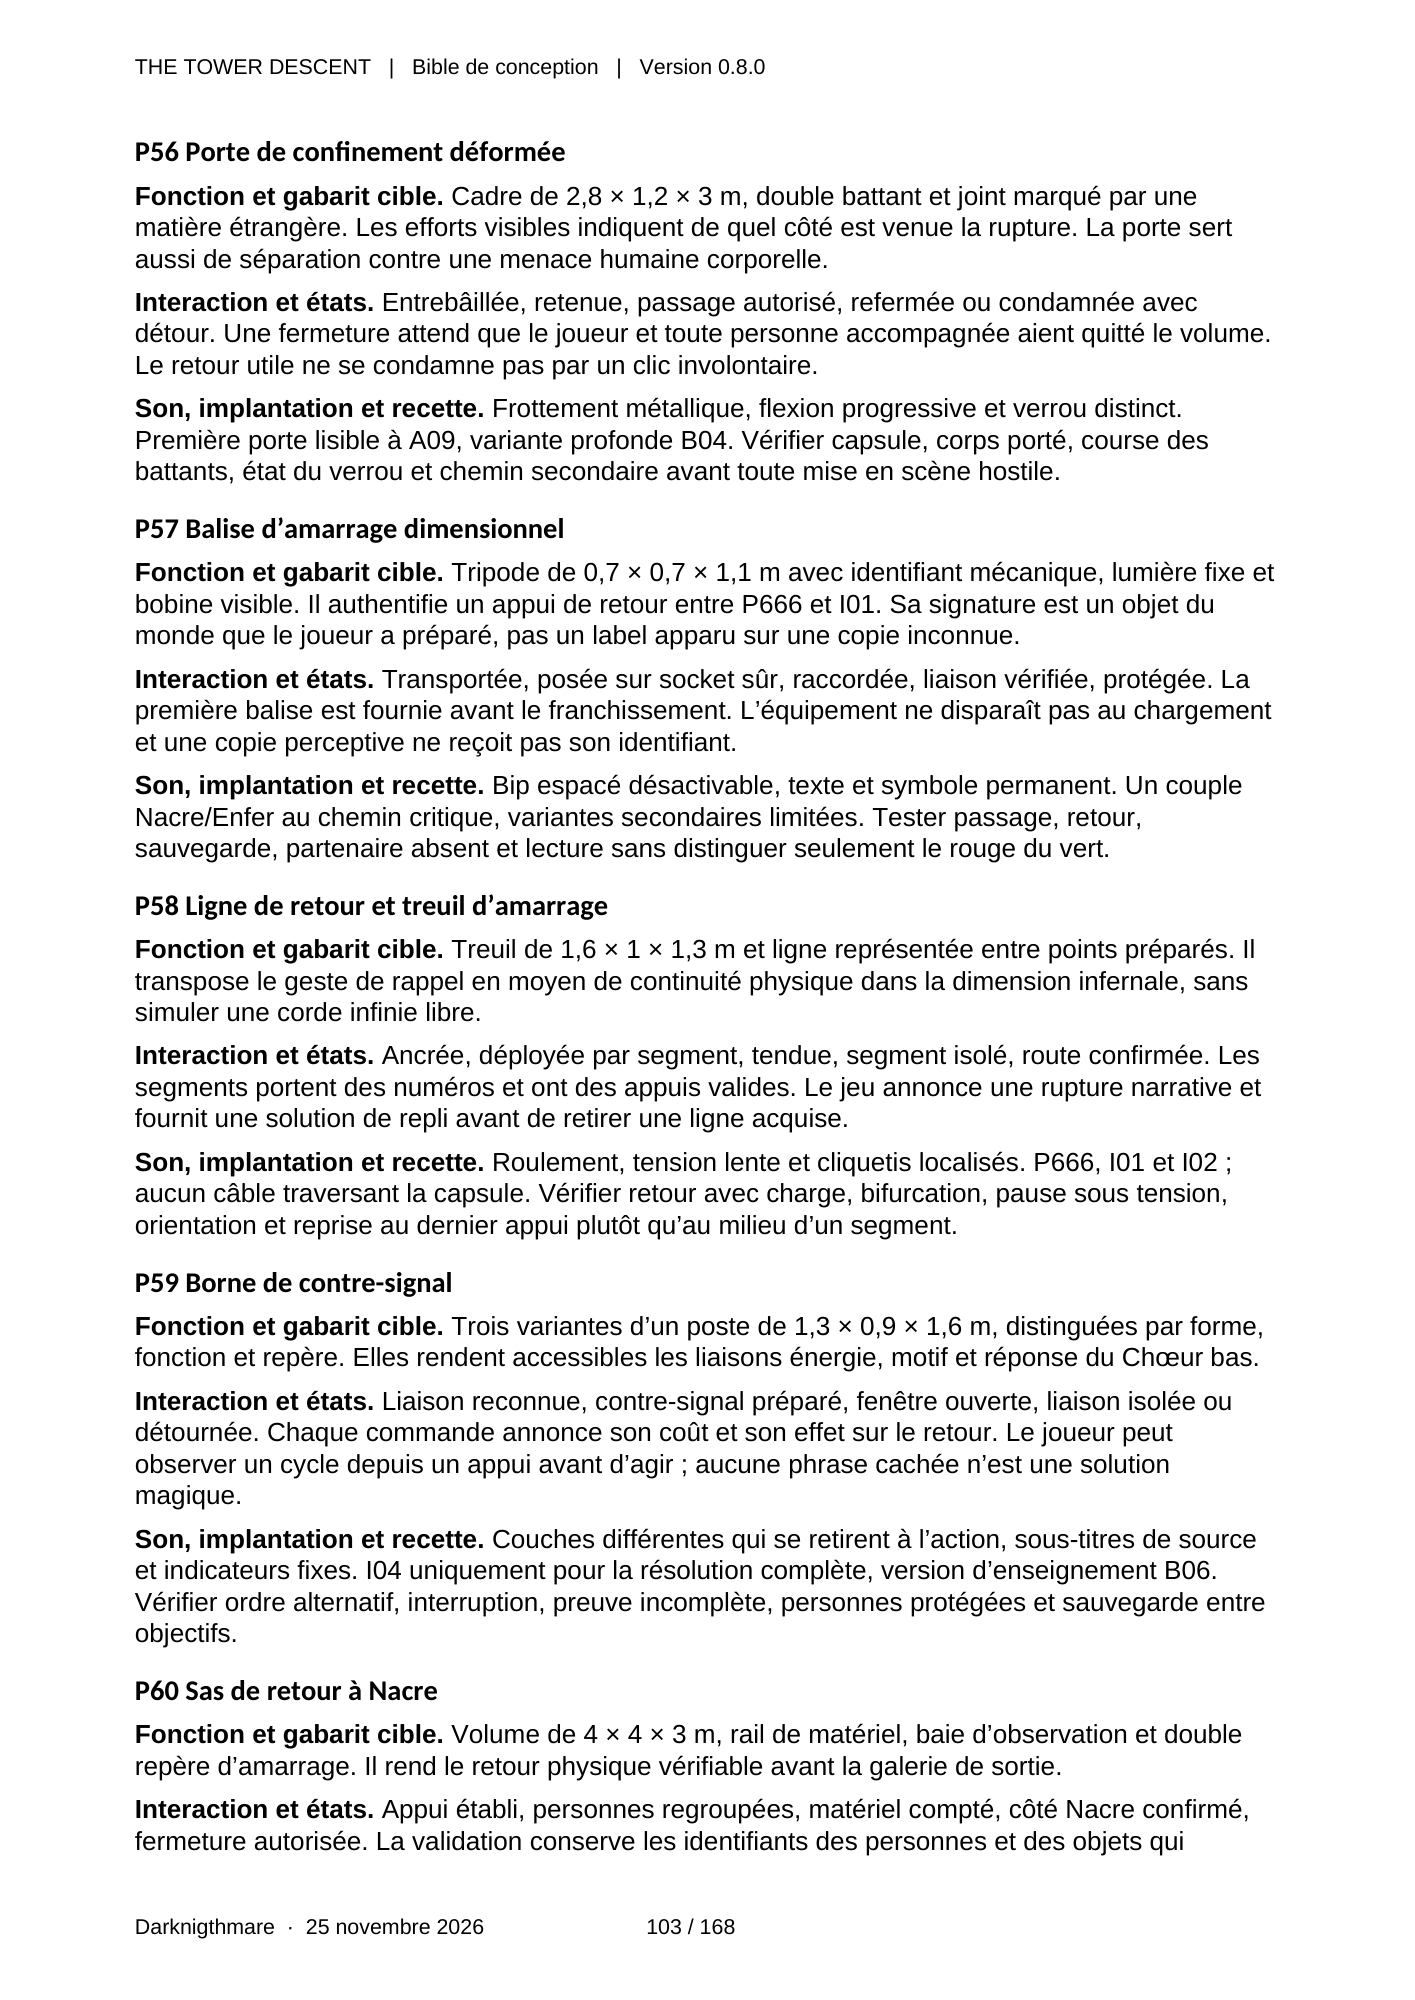 THE TOWER DESCENT | Bible de conception | Version 0.8.0
P56 Porte de confinement déformée
Fonction et gabarit cible. Cadre de 2,8 × 1,2 × 3 m, double battant et joint marqué par une
matière étrangère. Les efforts visibles indiquent de quel côté est venue la rupture. La porte sert
aussi de séparation contre une menace humaine corporelle.
Interaction et états. Entrebâillée, retenue, passage autorisé, refermée ou condamnée avec
détour. Une fermeture attend que le joueur et toute personne accompagnée aient quitté le volume.
Le retour utile ne se condamne pas par un clic involontaire.
Son, implantation et recette. Frottement métallique, flexion progressive et verrou distinct.
Première porte lisible à A09, variante profonde B04. Vérifier capsule, corps porté, course des
battants, état du verrou et chemin secondaire avant toute mise en scène hostile.
P57 Balise d’amarrage dimensionnel
Fonction et gabarit cible. Tripode de 0,7 × 0,7 × 1,1 m avec identifiant mécanique, lumière fixe et
bobine visible. Il authentifie un appui de retour entre P666 et I01. Sa signature est un objet du
monde que le joueur a préparé, pas un label apparu sur une copie inconnue.
Interaction et états. Transportée, posée sur socket sûr, raccordée, liaison vérifiée, protégée. La
première balise est fournie avant le franchissement. L’équipement ne disparaît pas au chargement
et une copie perceptive ne reçoit pas son identifiant.
Son, implantation et recette. Bip espacé désactivable, texte et symbole permanent. Un couple
Nacre/Enfer au chemin critique, variantes secondaires limitées. Tester passage, retour,
sauvegarde, partenaire absent et lecture sans distinguer seulement le rouge du vert.
P58 Ligne de retour et treuil d’amarrage
Fonction et gabarit cible. Treuil de 1,6 × 1 × 1,3 m et ligne représentée entre points préparés. Il
transpose le geste de rappel en moyen de continuité physique dans la dimension infernale, sans
simuler une corde infinie libre.
Interaction et états. Ancrée, déployée par segment, tendue, segment isolé, route confirmée. Les
segments portent des numéros et ont des appuis valides. Le jeu annonce une rupture narrative et
fournit une solution de repli avant de retirer une ligne acquise.
Son, implantation et recette. Roulement, tension lente et cliquetis localisés. P666, I01 et I02 ;
aucun câble traversant la capsule. Vérifier retour avec charge, bifurcation, pause sous tension,
orientation et reprise au dernier appui plutôt qu’au milieu d’un segment.
P59 Borne de contre-signal
Fonction et gabarit cible. Trois variantes d’un poste de 1,3 × 0,9 × 1,6 m, distinguées par forme,
fonction et repère. Elles rendent accessibles les liaisons énergie, motif et réponse du Chœur bas.
Interaction et états. Liaison reconnue, contre-signal préparé, fenêtre ouverte, liaison isolée ou
détournée. Chaque commande annonce son coût et son effet sur le retour. Le joueur peut
observer un cycle depuis un appui avant d’agir ; aucune phrase cachée n’est une solution
magique.
Son, implantation et recette. Couches différentes qui se retirent à l’action, sous-titres de source
et indicateurs fixes. I04 uniquement pour la résolution complète, version d’enseignement B06.
Vérifier ordre alternatif, interruption, preuve incomplète, personnes protégées et sauvegarde entre
objectifs.
P60 Sas de retour à Nacre
Fonction et gabarit cible. Volume de 4 × 4 × 3 m, rail de matériel, baie d’observation et double
repère d’amarrage. Il rend le retour physique vérifiable avant la galerie de sortie.
Interaction et états. Appui établi, personnes regroupées, matériel compté, côté Nacre confirmé,
fermeture autorisée. La validation conserve les identifiants des personnes et des objets qui
Darknigthmare · 25 novembre 2026 103 / 168